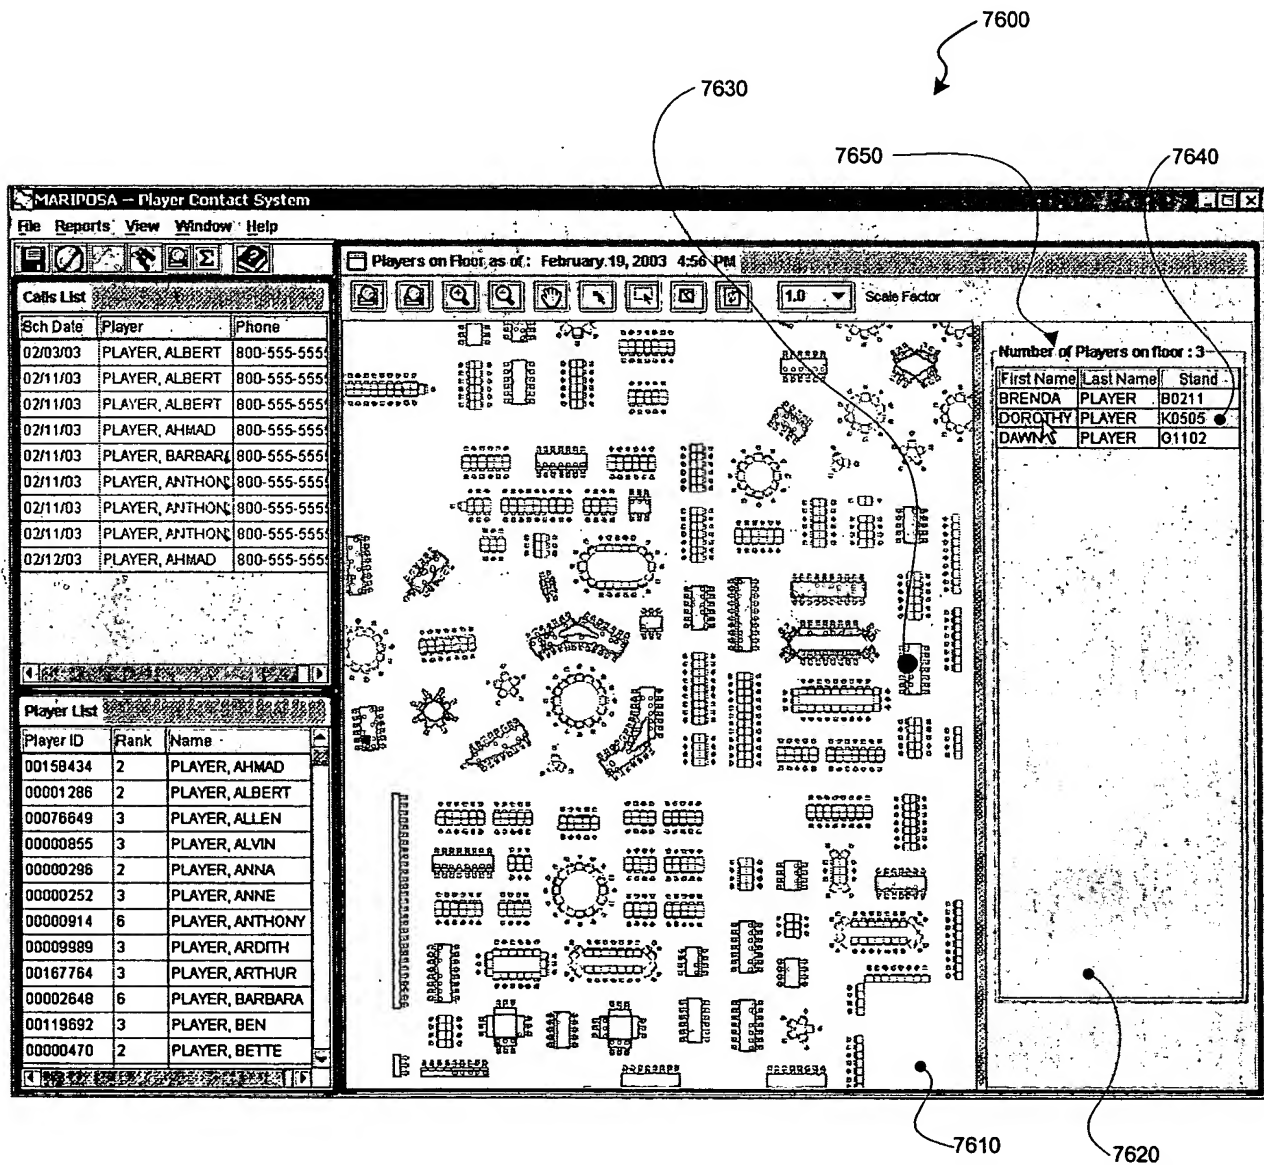 7600
7630
7650
7640
MARIPOSA – Player Contact System
File Reports View Window Help
Players on Floor as of: February 19, 2003 4:56 PM
1.0 Scale Factor
Calls List
Sch Date Player Phone
02/03/03 PLAYER, ALBERT 800-555-5555
02/11/03 PLAYER, ALBERT 800-555-5555
02/11/03 PLAYER, ALBERT 800-555-555
02/11/03 PLAYER, AHMAD 800-555-555
02/11/03 PLAYER, BARBARA 800-555-555
02/11/03 PLAYER, ANTHON 800-555-555
02/11/03 PLAYER, ANTHON 800-555-555
02/11/03 PLAYER, ANTHON 800-555-555
02/12/03 PLAYER, AHMAD 800-555-555
Number of Players on floor : 3
First Name Last Name Stand
BRENDA PLAYER B0211
DOROTHY PLAYER K0505
DAWN PLAYER G1102
Player List
Player ID Rank Name
00158434 2 PLAYER, AHMAD
00001286 2 PLAYER, ALBERT
00076649 3 PLAYER, ALLEN
00000855 3 PLAYER, ALVIN
00000296 2 PLAYER, ANNA
00000252 3 PLAYER, ANNE
00000914 6 PLAYER, ANTHONY
00009989 3 PLAYER, ARDITH
00167764 3 PLAYER, ARTHUR
00002648 6 PLAYER, BARBARA
00119692 3 PLAYER, BEN
00000470 2 PLAYER, BETTE
7610
7620